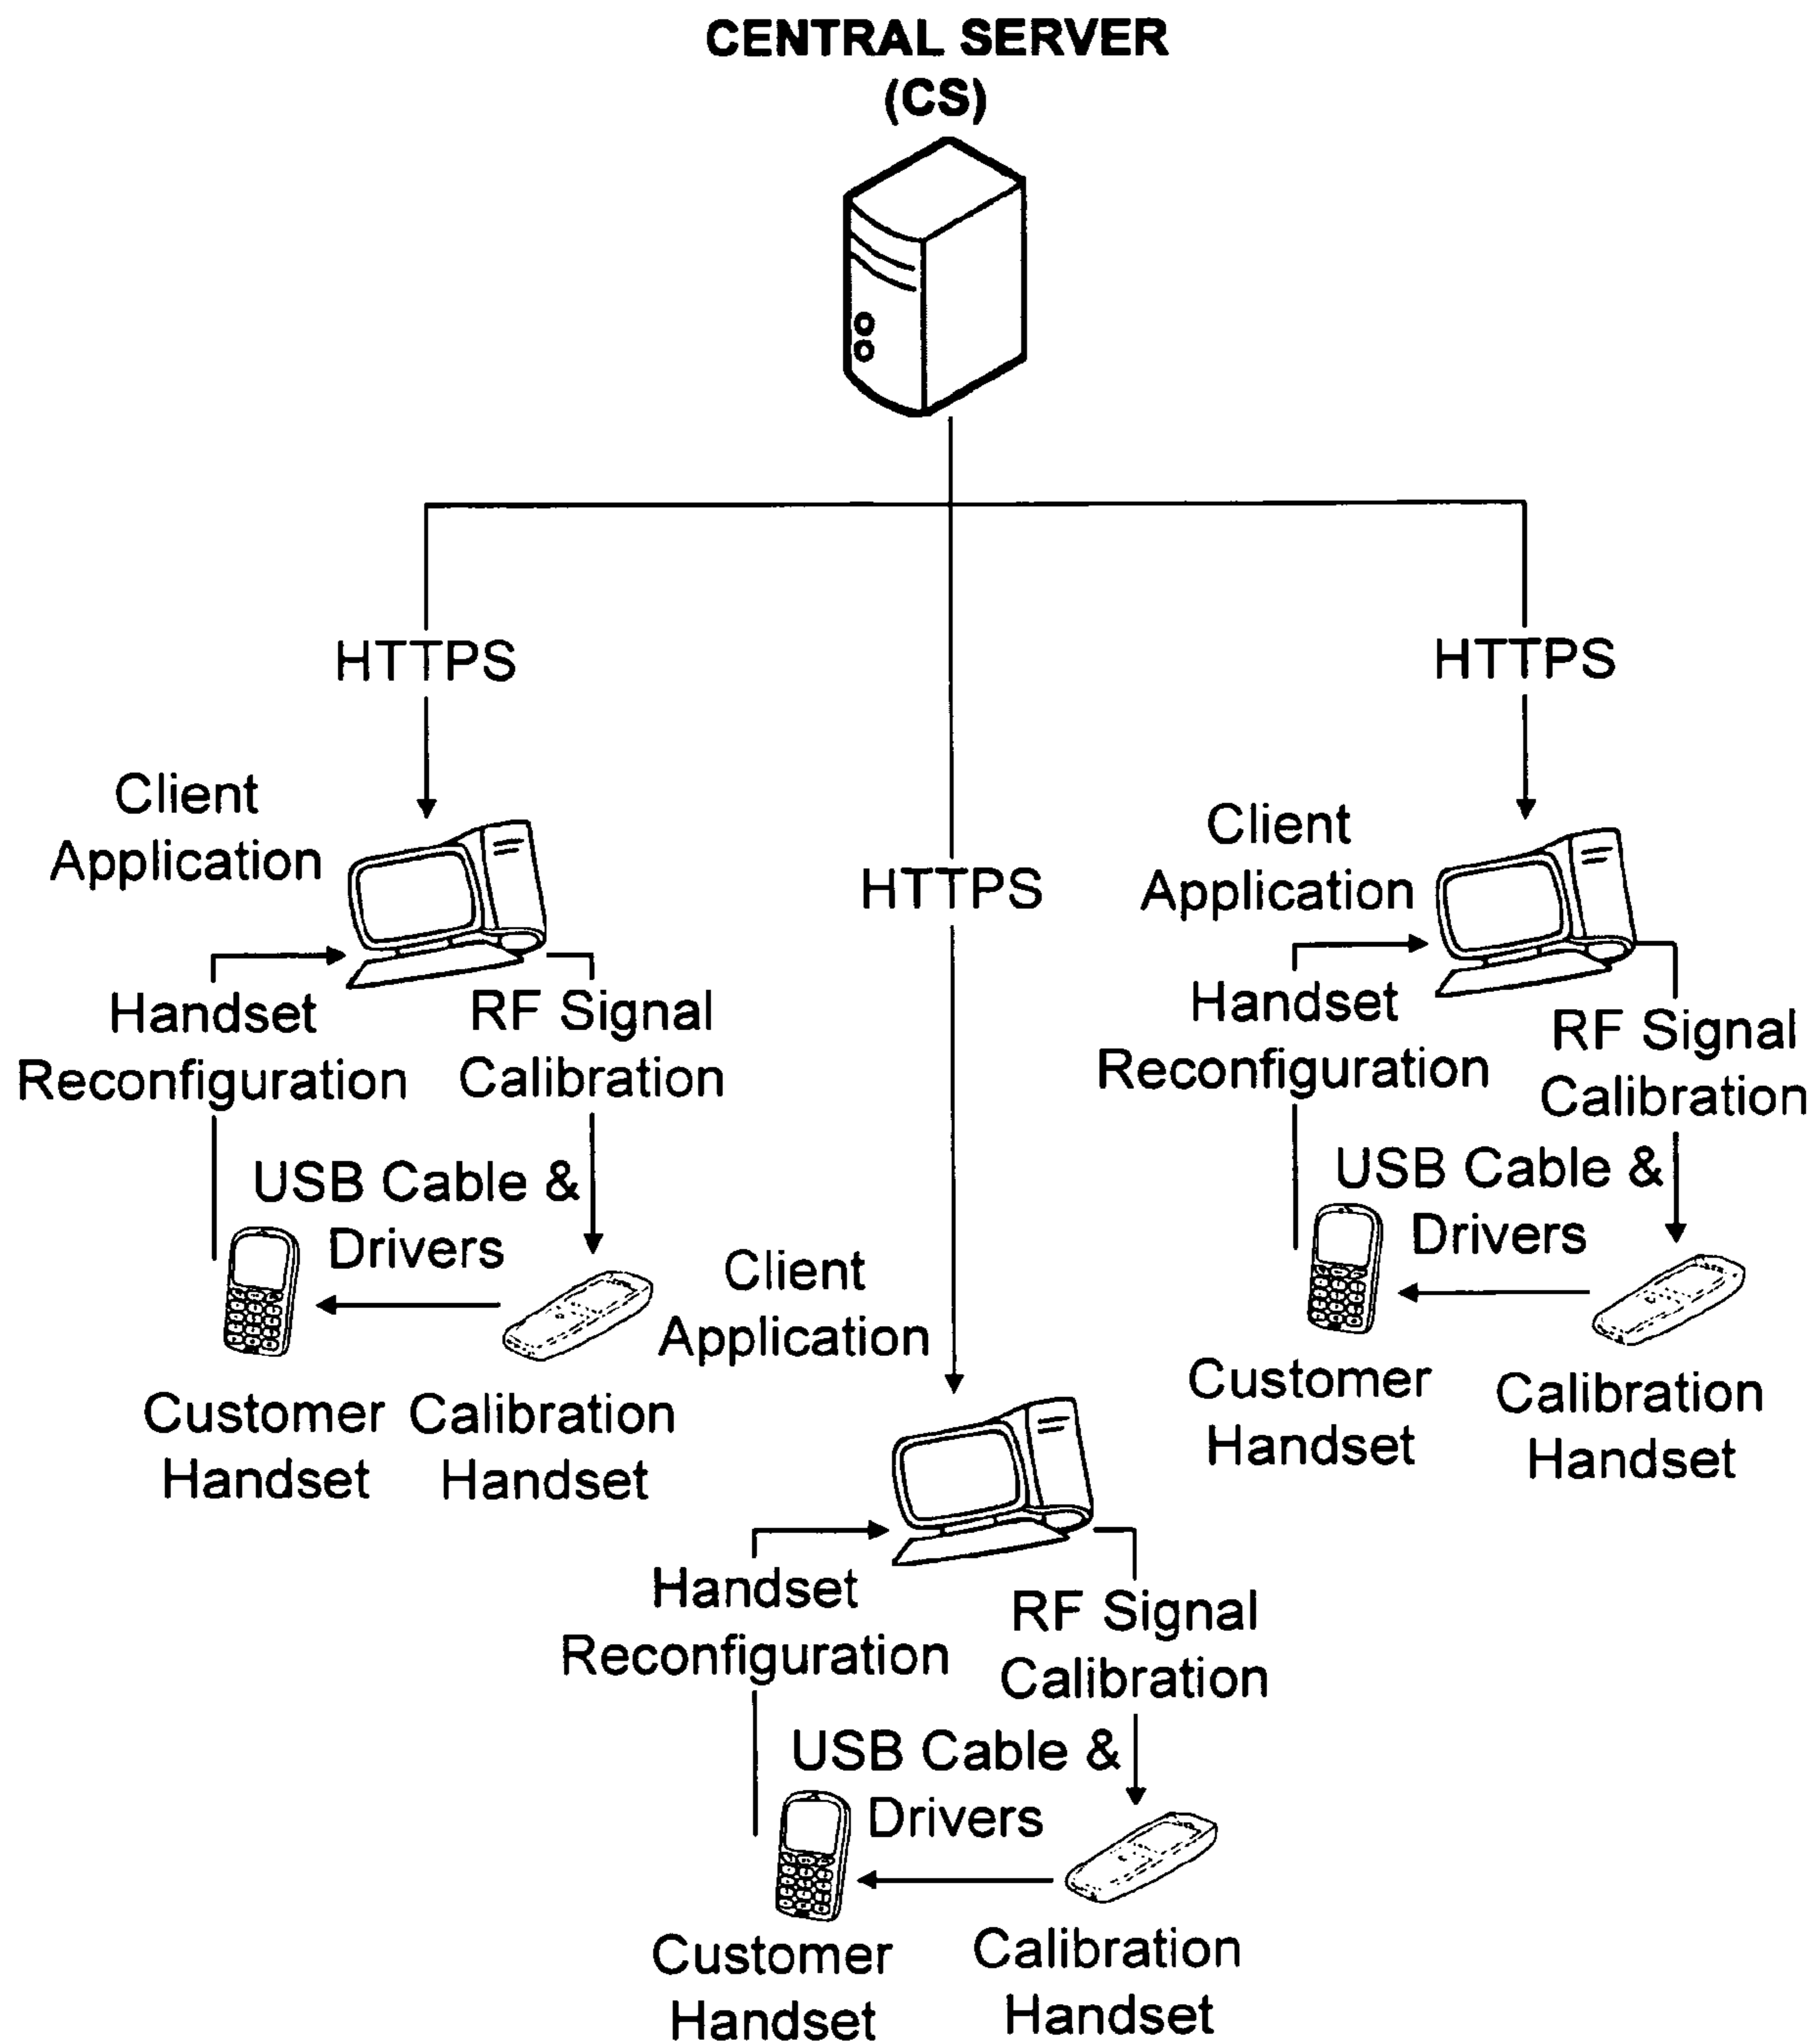 CENTRAL SERVER
(CS)
HTTPS
HTTPS
Client
Application
Client
Application
HTTPS
Handset
Reconfiguration
RF Signal
Calibration
Handset
Reconfiguration
RF Signal
Calibration
USB Cable &
Drivers
USB Cable &
Drivers
Client
Application
Customer
Handset
Calibration
Handset
Customer
Handset
Calibration
Handset
Handset
Reconfiguration
RF Signal
Calibration
USB Cable &
Drivers
Customer
Handset
Calibration
Handset